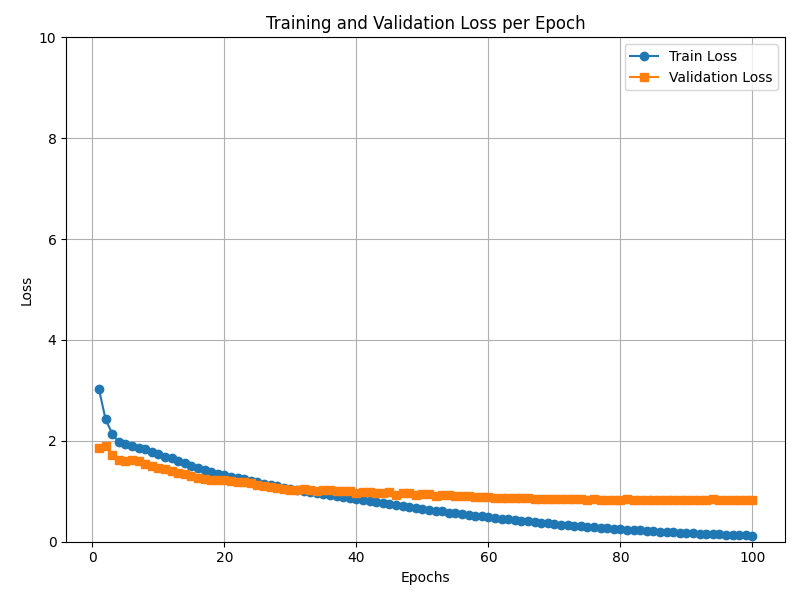 Training and Validation Loss per Epoch
Train Loss
Validation Loss
Loss
10
8
6
4
2
0
0 20 40 60 80 100
Epochs